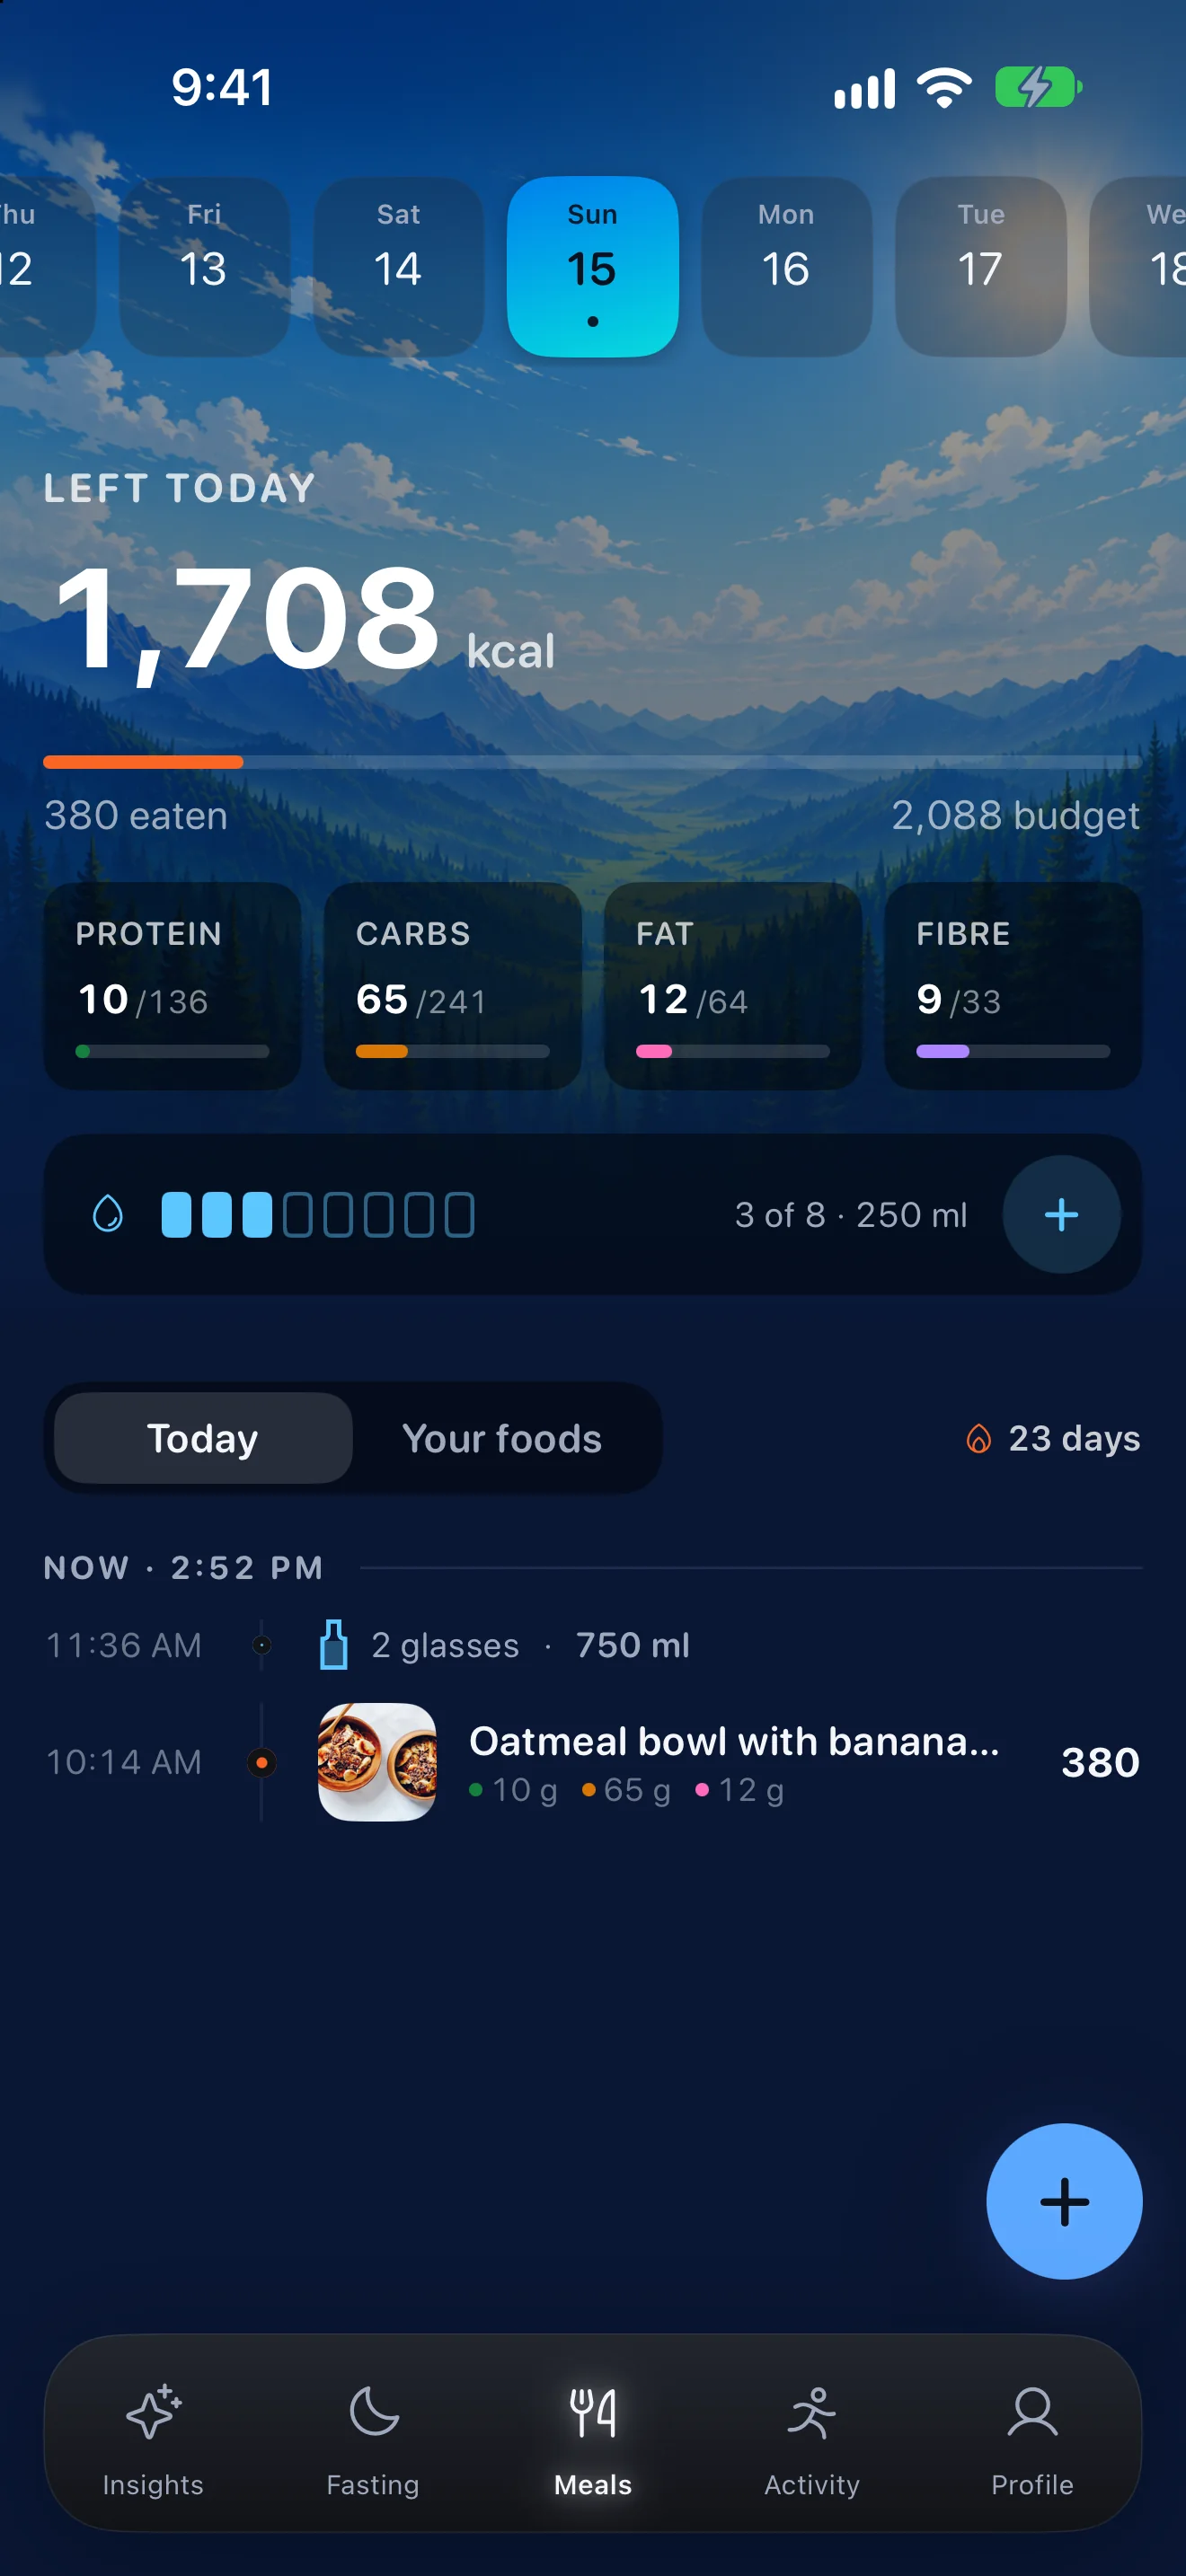 9:41
Thu Fri Sat Sun Mon Tue We
12 13 14 15 16 17 18
LEFT TODAY
1,708 kcal
380 eaten 2,088 budget
PROTEIN CARBS FAT FIBRE
10 /136 65 /241 12 /64 9 /33
3 of 8 · 250 ml
Today Your foods 23 days
NOW · 2:52 PM
11:36 AM 2 glasses · 750 ml
10:14 AM Oatmeal bowl with banana... 380
10 g 65 g 12 g
Insights Fasting Meals Activity Profile